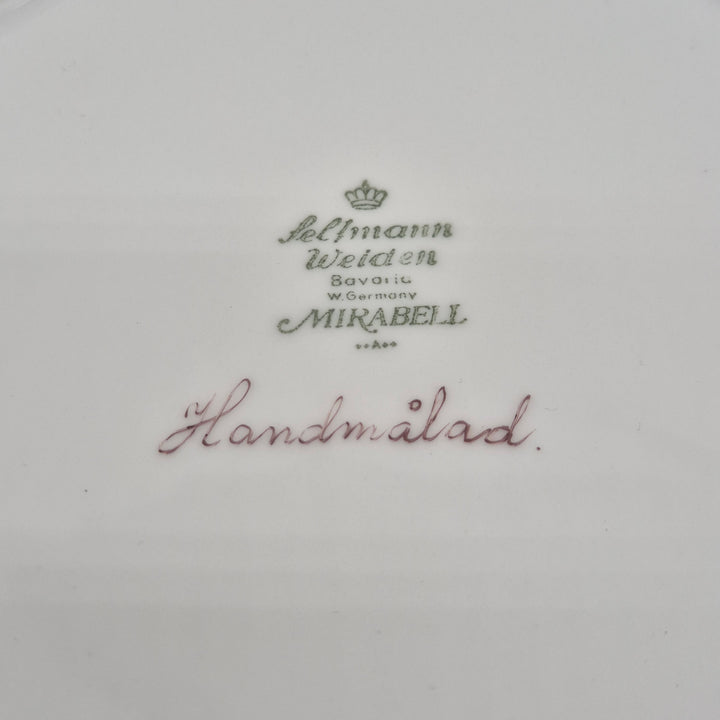 Seltmann
Weiden
Bavaria
W. Germany
MIRABELL
••A••
Handmålad.